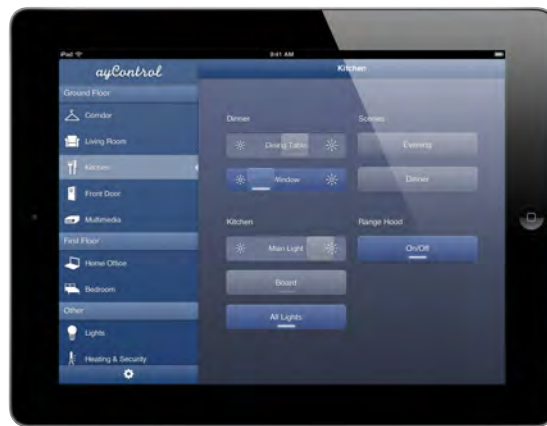 iPad
9:41 AM
ayControl
Kitchen
Ground Floor
Corridor
Living Room
Kitchen
Front Door
Multimedia
First Floor
Home Office
Bedroom
Other
Lights
Heating & Security
Dinner
Dining Table
Window
Scenes
Evening
Dinner
Kitchen
Main Light
Board
All Lights
Range Hood
On/Off